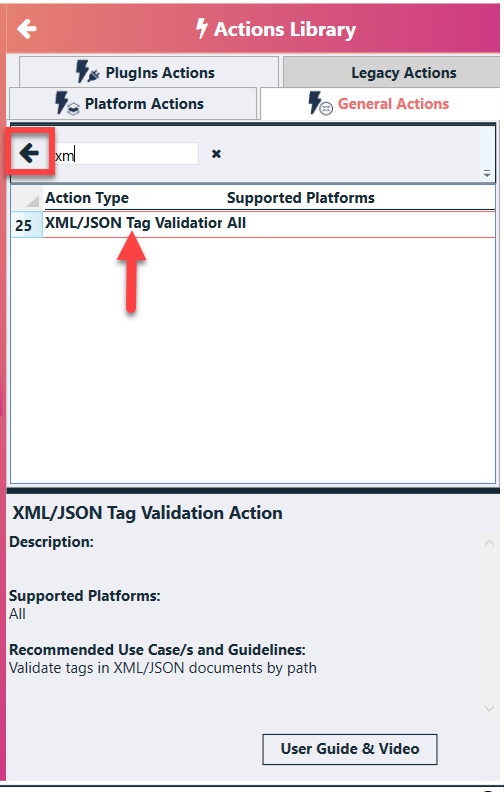 Actions Library
PlugIns Actions
Legacy Actions
Platform Actions
General Actions
xm
Action Type Supported Platforms
25 XML/JSON Tag Validation All
XML/JSON Tag Validation Action
Description:
Supported Platforms:
All
Recommended Use Case/s and Guidelines:
Validate tags in XML/JSON documents by path
User Guide & Video